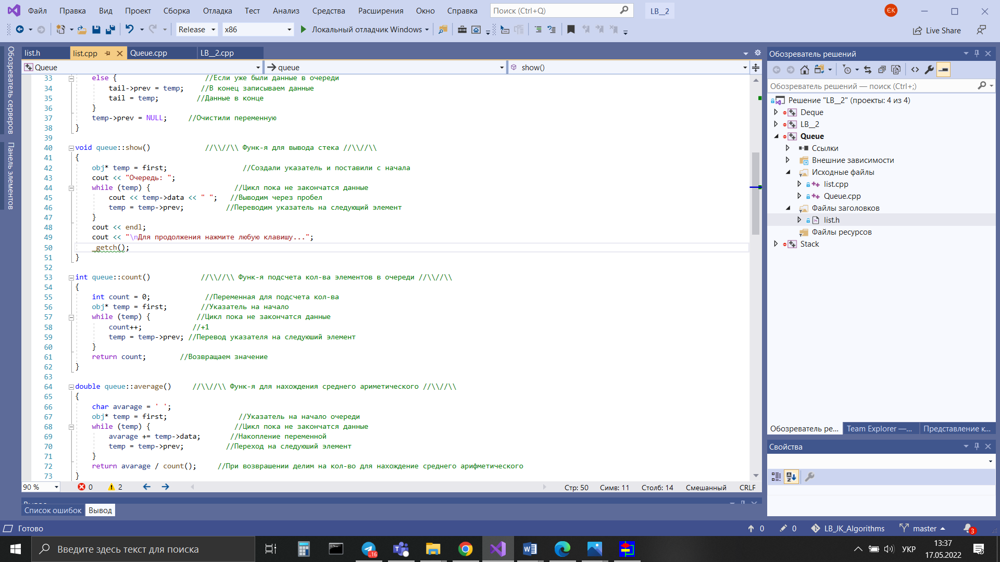 Файл Правка Вид Проект Сборка Отладка Тест Анализ Средства Расширения Окно Справка Поиск (Ctrl+Q) LB__2 ЄК
Release x86 Локальный отладчик Windows Live Share
Обозреватель серверов
Панель элементов
list.h list.cpp Queue.cpp LB__2.cpp
Queue queue show()
33 else { //Если уже были данные в очереди
34 tail->prev = temp; //В конец записываем данные
35 tail = temp; //Данные в конце
36 }
37 temp->prev = NULL; //Очистили переменную
38 }
39
40 void queue::show() //\\//\\ Функ-я для вывода стека //\\//\\
41 {
42 obj* temp = first; //Создали указатель и поставили с начала
43 cout << "Очередь: ";
44 while (temp) { //Цикл пока не закончатся данные
45 cout << temp->data << " "; //Выводим через пробел
46 temp = temp->prev; //Переводим указатель на следующий элемент
47 }
48 cout << endl;
49 cout << "\nДля продолжения нажмите любую клавишу...";
50 _getch();
51 }
52
53 int queue::count() //\\//\\ Функ-я подсчета кол-ва элементов в очереди //\\//\\
54 {
55 int count = 0; //Переменная для подсчета кол-ва
56 obj* temp = first; //Указатель на начало
57 while (temp) { //Цикл пока не закончатся данные
58 count++; //+1
59 temp = temp->prev; //Перевод указателя на следуюший элемент
60 }
61 return count; //Возвращаем значение
62 }
63
64 double queue::average() //\\//\\ Функ-я для нахождения среднего ариметического //\\//\\
65 {
66 char avarage = ' ';
67 obj* temp = first; //Указатель на начало очереди
68 while (temp) { //Цикл пока не закончатся данные
69 avarage += temp->data; //Накопление переменной
70 temp = temp->prev; //Переход на следуюший элемент
71 }
72 return avarage / count(); //При возврашении делим на кол-во для нахождение среднего арифметического
73 }
90 % 0 2 Стр: 50 Симв: 11 Столб: 14 Смешанный CRLF
Список ошибок Вывод
Обозреватель решений
Обозреватель решений — поиск (Ctrl+;)
Решение "LB__2" (проекты: 4 из 4)
Deque
LB__2
Queue
Ссылки
Внешние зависимости
Исходные файлы
list.cpp
Queue.cpp
Файлы заголовков
list.h
Файлы ресурсов
Stack
Обозреватель ре... Team Explorer —... Представление к...
Свойства
Готово 0 0 LB_JK_Algorithms master 3
Введите здесь текст для поиска ..16 УКР 13:37
17.05.2022